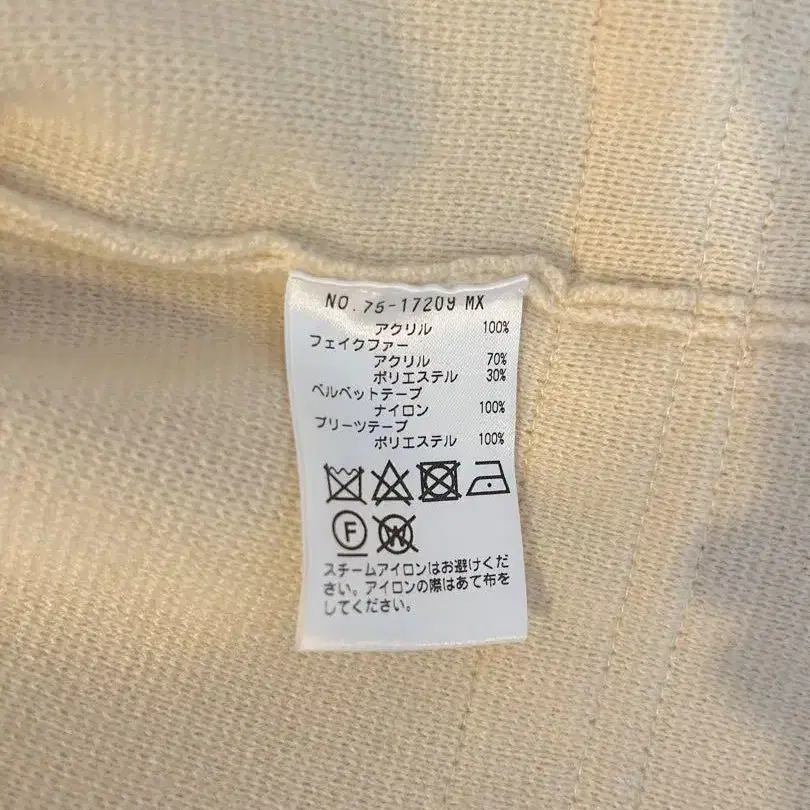 NO.75-17209 MX
アクリル 100%
フェイクファー
アクリル 70%
ポリエステル 30%
ベルベットテープ
ナイロン 100%
プリーツテープ
ポリエステル 100%
F W
スチームアイロンはお避けくだ
さい。アイロンの際はあて布を
してください。